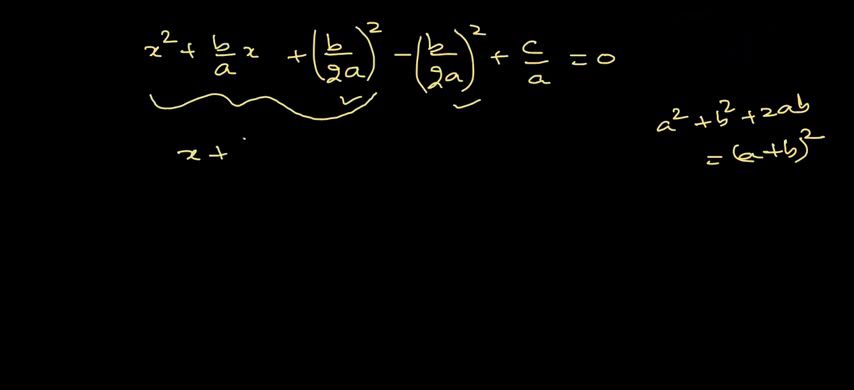 x² + b/a x + (b/2a)² - (b/2a)² + c/a = 0
a² + b² + 2ab
x +
= (a+b)²